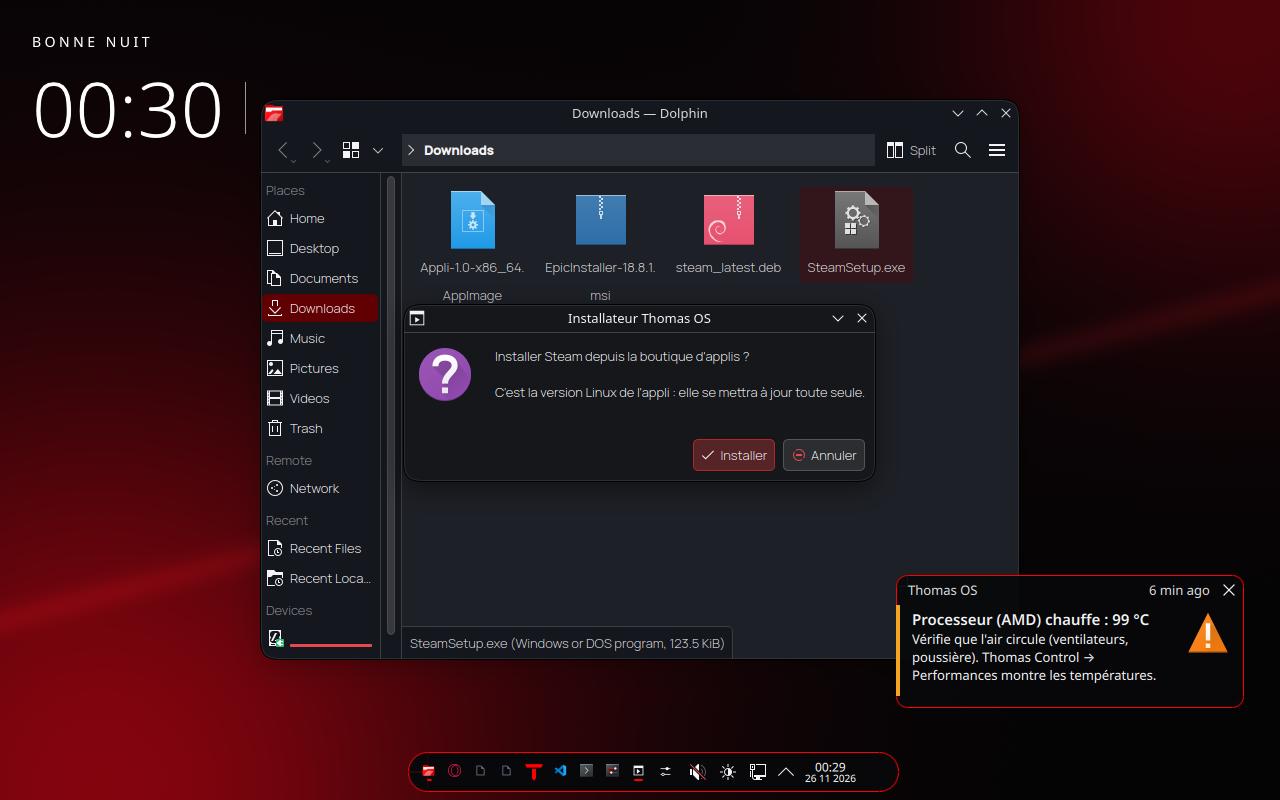 BONNE NUIT
00:30
Downloads — Dolphin
Downloads
Split
Places
Home
Desktop
Documents
Downloads
Music
Pictures
Videos
Trash
Remote
Network
Recent
Recent Files
Recent Loca...
Devices
Appli-1.0-x86_64.
AppImage
EpicInstaller-18.8.1.
msi
steam_latest.deb
SteamSetup.exe
Installateur Thomas OS
Installer Steam depuis la boutique d'applis ?
C'est la version Linux de l'appli : elle se mettra à jour toute seule.
Installer
Annuler
SteamSetup.exe (Windows or DOS program, 123.5 KiB)
Thomas OS
6 min ago
Processeur (AMD) chauffe : 99 °C
Vérifie que l'air circule (ventilateurs,
poussière). Thomas Control →
Performances montre les températures.
00:29
26 11 2026